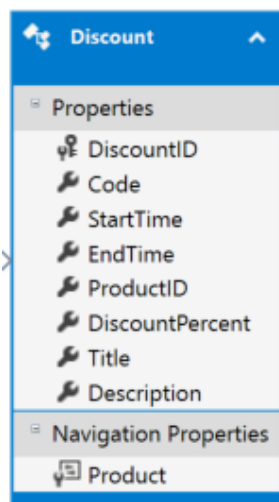 Discount
Properties
DiscountID
Code
StartTime
EndTime
ProductID
DiscountPercent
Title
Description
Navigation Properties
Product